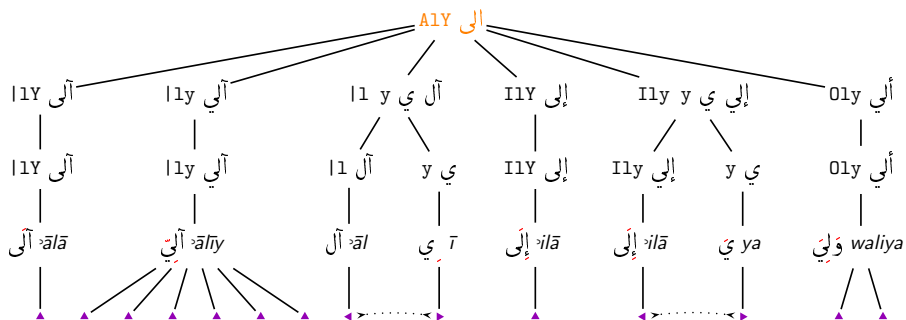 AlY الى
|lY آلى |ly آلي |l y آل ي IlY إلى Ily y إلي ي Oly ألي
|lY آلى |ly آلي |l آل y ي IlY إلى Ily إلي y ي Oly ألي
آلَى ʾālā آلِيّ ʾālīy آل ʾāl ِي ī إِلَى ʾilā إِلَى ʾilā يَ ya وَلِيَ waliya